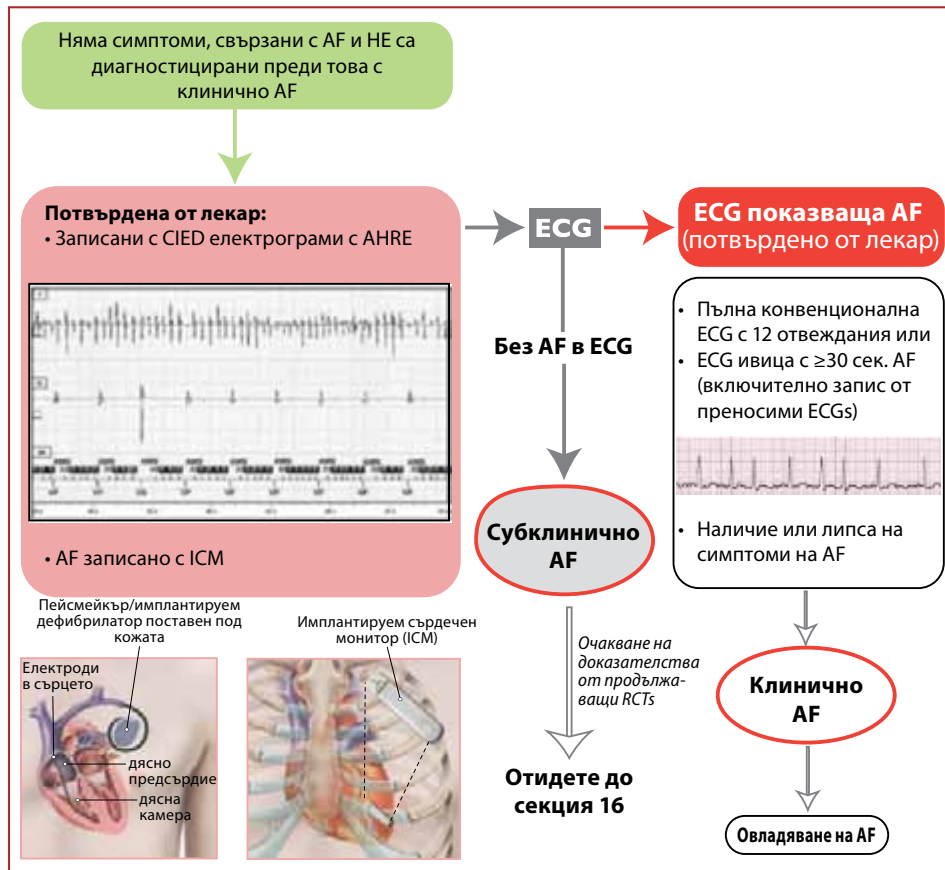 Няма симптоми, свързани с AF и НЕ са
диагностицирани преди това с
клинично AF
Потвърдена от лекар:
• Записани с CIED електрограми с AHRE
• AF записано с ICM
ECG
ECG показваща AF
(потвърдено от лекар)
• Пълна конвенционална
ECG с 12 отвеждания или
• ECG ивица с ≥30 сек. AF
(включително запис от
преносими ECGs)
• Наличие или липса на
симптоми на AF
Без AF в ECG
Субклинично
AF
Очакване на
доказателства
от продължа-
ващи RCTs
Отидете до
секция 16
Клинично
AF
Овладяване на AF
Пейсмейкър/имплантируем
дефибрилатор поставен под
кожата
Електроди
в сърцето
дясно
предсърдие
дясна
камера
Имплантируем сърдечен
монитор (ICM)